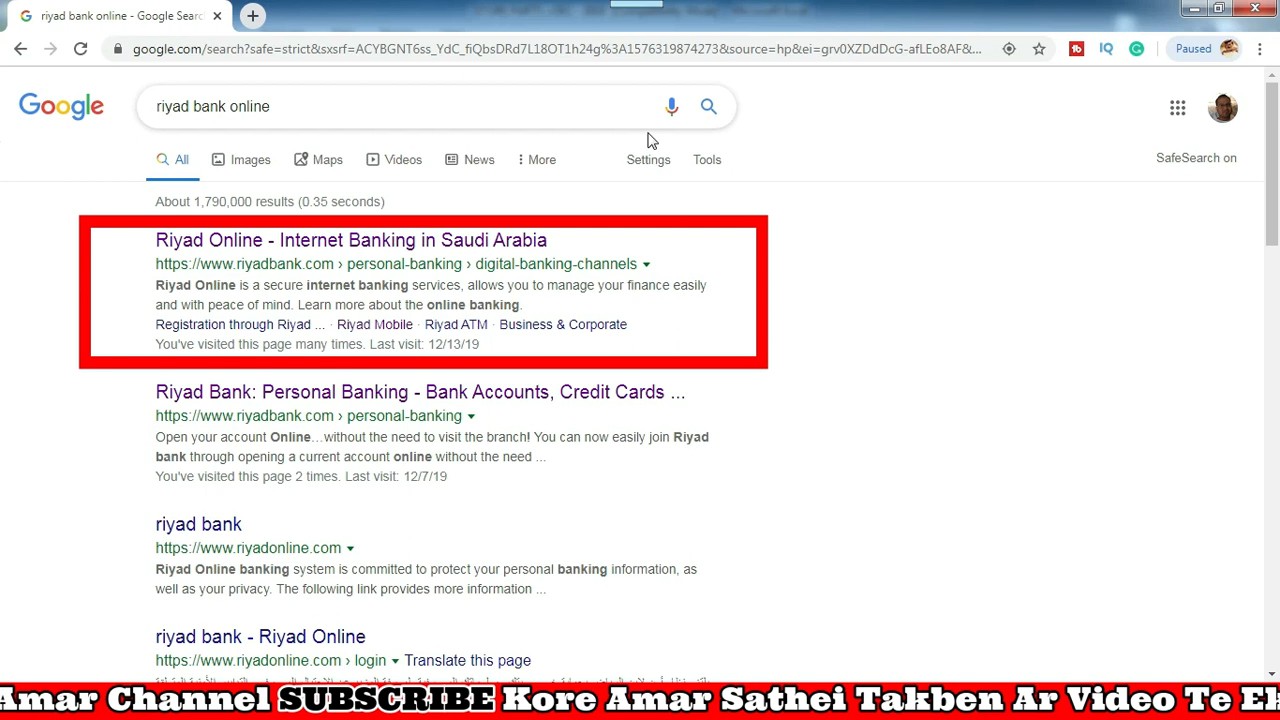 riyad bank online - Google Searc
google.com/search?safe=strict&sxsrf=ACYBGNT6ss_YdC_fiQbsDRd7L18OT1h24g%3A1576319874273&source=hp&ei=grv0XZDdDcG-afLEo8AF&...
Paused
Google
riyad bank online
All Images Maps Videos News More Settings Tools
SafeSearch on
About 1,790,000 results (0.35 seconds)
Riyad Online - Internet Banking in Saudi Arabia
https://www.riyadbank.com › personal-banking › digital-banking-channels
Riyad Online is a secure internet banking services, allows you to manage your finance easily
and with peace of mind. Learn more about the online banking.
Registration through Riyad ... · Riyad Mobile · Riyad ATM · Business & Corporate
You've visited this page many times. Last visit: 12/13/19
Riyad Bank: Personal Banking - Bank Accounts, Credit Cards ...
https://www.riyadbank.com › personal-banking
Open your account Online…without the need to visit the branch! You can now easily join Riyad
bank through opening a current account online without the need ...
You've visited this page 2 times. Last visit: 12/7/19
riyad bank
https://www.riyadonline.com
Riyad Online banking system is committed to protect your personal banking information, as
well as your privacy. The following link provides more information ...
riyad bank - Riyad Online
https://www.riyadonline.com › login Translate this page
Amar Channel SUBSCRIBE Kore Amar Sathei Takben Ar Video Te